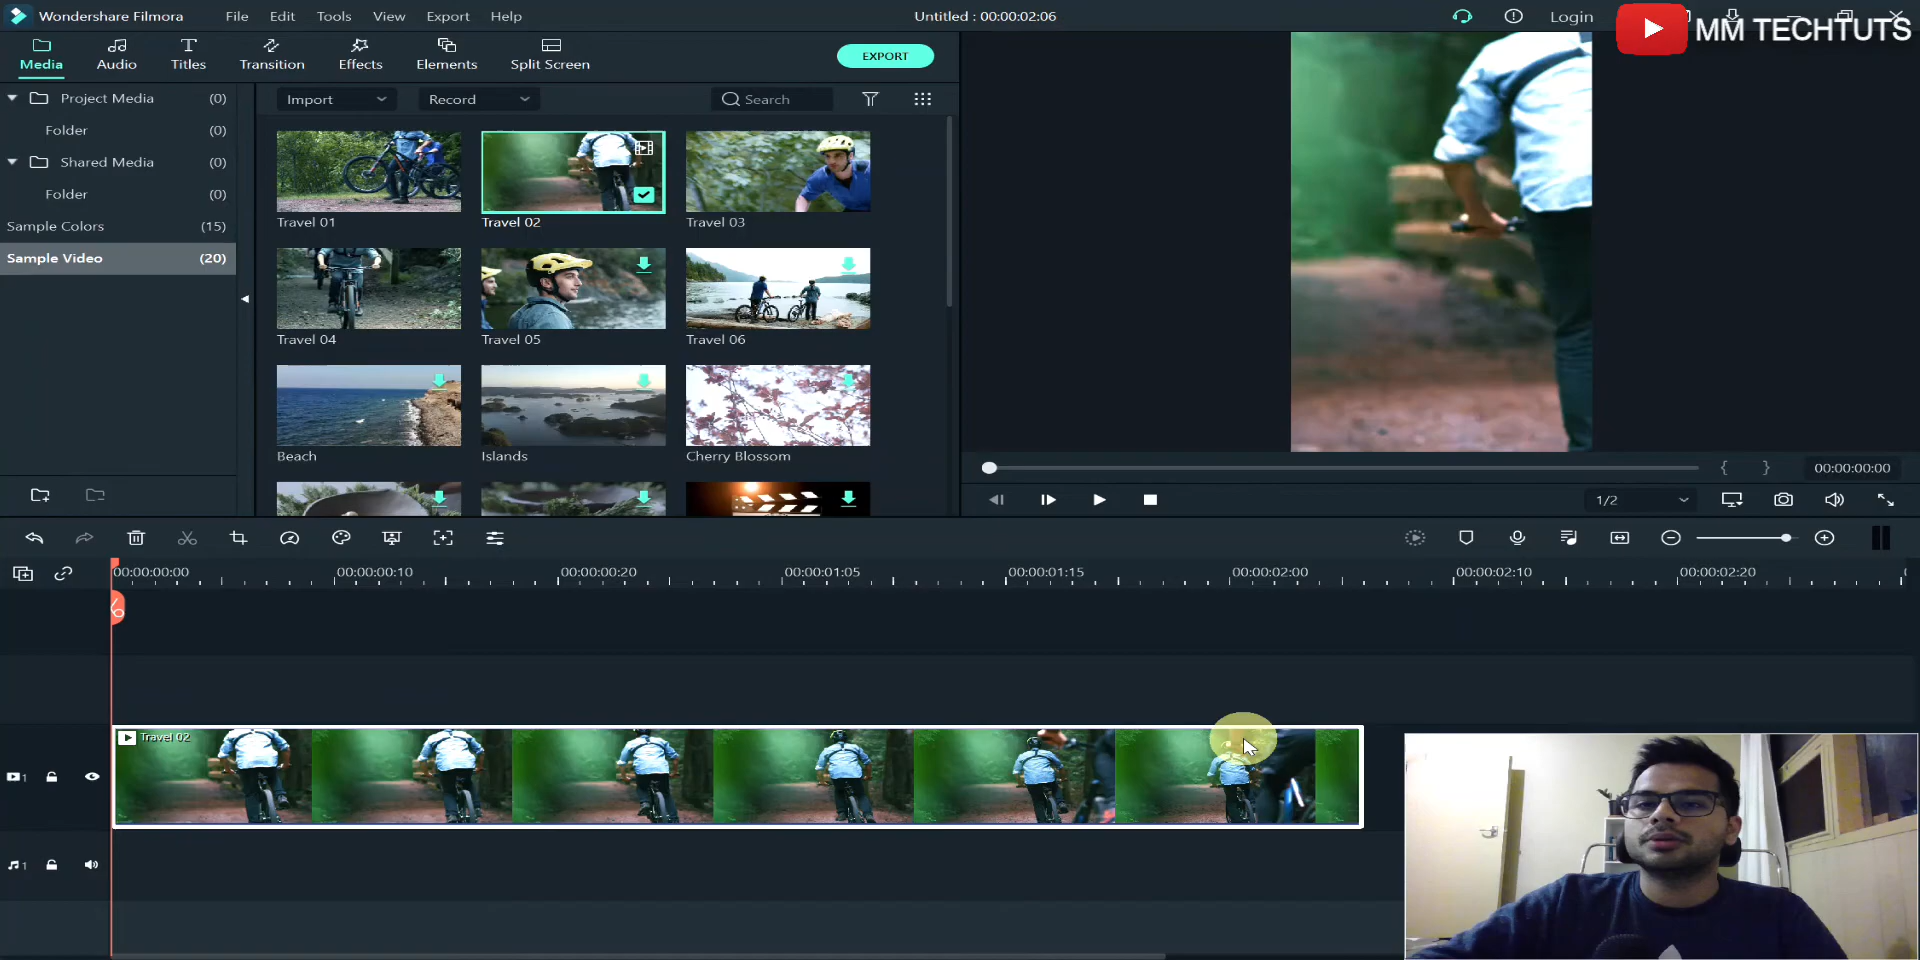 Wondershare Filmora File Edit Tools View Export Help Untitled : 00:00:02:06 Login
MM TECHTUTS
Media Audio Titles Transition Effects Elements Split Screen EXPORT
Project Media (0)
Folder (0)
Shared Media (0)
Folder (0)
Sample Colors (15)
Sample Video (20)
Import Record Search
Travel 01 Travel 02 Travel 03
Travel 04 Travel 05 Travel 06
Beach Islands Cherry Blossom
{ } 00:00:00:00
1/2
00:00:00:00 00:00:00:10 00:00:00:20 00:00:01:05 00:00:01:15 00:00:02:00 00:00:02:10 00:00:02:20
Travel 02
1
1